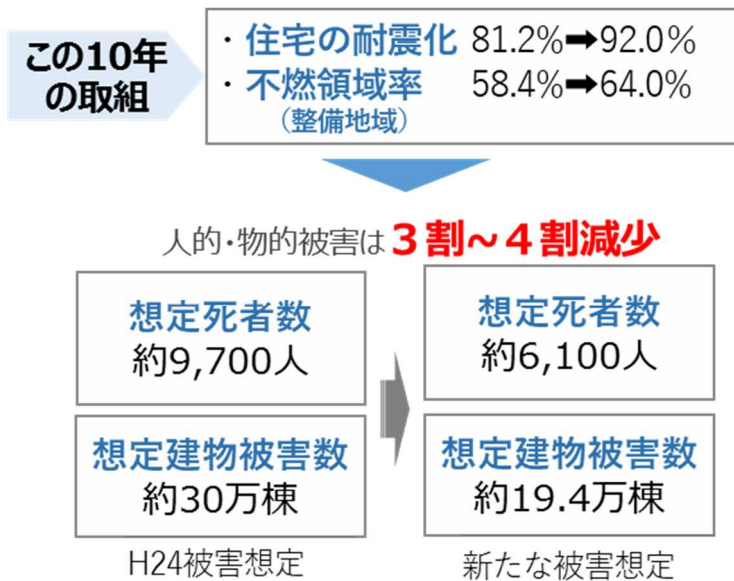 この10年
の取組
・住宅の耐震化 81.2%➡92.0%
・不燃領域率 58.4%➡64.0%
(整備地域)
人的・物的被害は３割~４割減少
想定死者数
約9,700人
想定建物被害数
約30万棟
H24被害想定
想定死者数
約6,100人
想定建物被害数
約19.4万棟
新たな被害想定